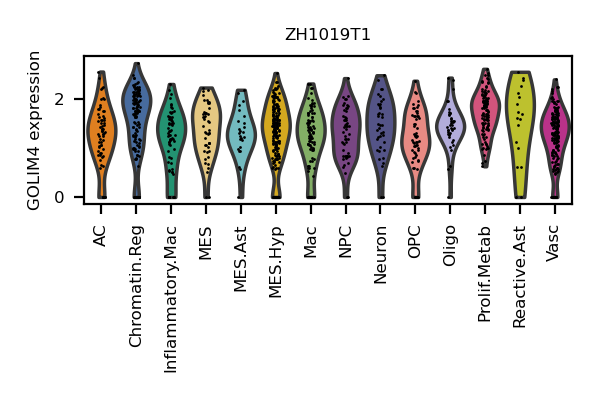 ZH1019T1
GOLIM4 expression
2
0
AC
Chromatin.Reg
Inflammatory.Mac
MES
MES.Ast
MES.Hyp
Mac
NPC
Neuron
OPC
Oligo
Prolif.Metab
Reactive.Ast
Vasc